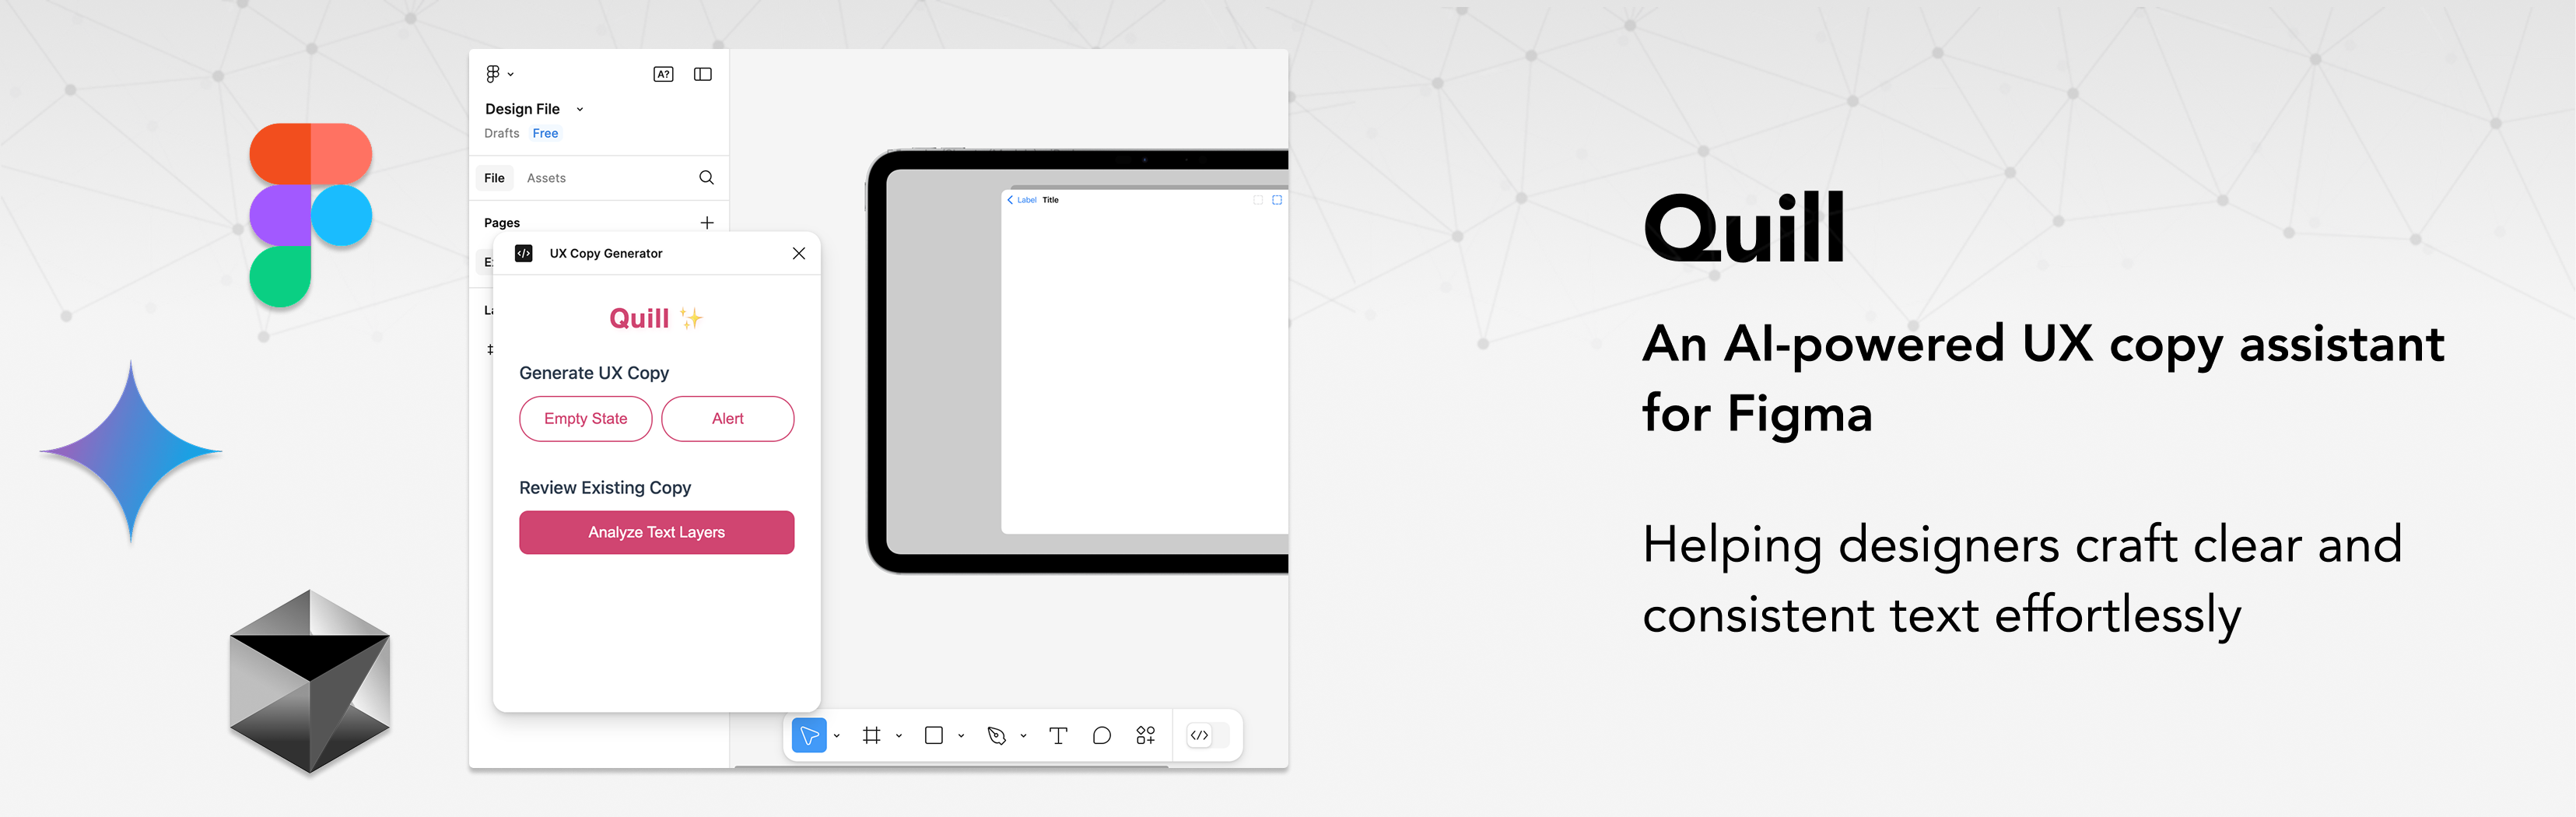 A?
Design File
Drafts Free
File Assets
Pages
UX Copy Generator
Quill ✨
Generate UX Copy
Empty State Alert
Review Existing Copy
Analyze Text Layers
Label Title
Quill
An AI-powered UX copy assistant
for Figma
Helping designers craft clear and
consistent text effortlessly